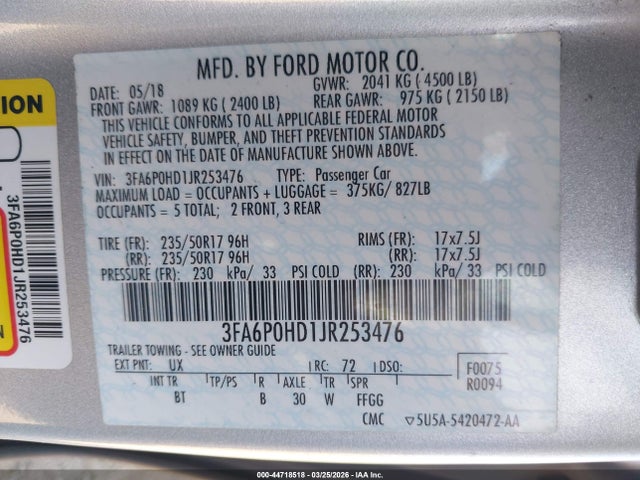 MFD. BY FORD MOTOR CO.
DATE: 05/18 GVWR: 2041 KG ( 4500 LB)
FRONT GAWR: 1089 KG ( 2400 LB) REAR GAWR: 975 KG ( 2150 LB)
THIS VEHICLE CONFORMS TO ALL APPLICABLE FEDERAL MOTOR
VEHICLE SAFETY, BUMPER, AND THEFT PREVENTION STANDARDS
IN EFFECT ON THE DATE OF MANUFACTURE SHOWN ABOVE.
VIN: 3FA6P0HD1JR253476 TYPE: Passenger Car
MAXIMUM LOAD = OCCUPANTS + LUGGAGE = 375KG/ 827LB
OCCUPANTS = 5 TOTAL; 2 FRONT, 3 REAR
TIRE (FR): 235/50R17 96H RIMS (FR): 17x7.5J
(RR): 235/50R17 96H (RR): 17x7.5J
PRESSURE (FR): 230 kPa/ 33 PSI COLD (RR): 230 kPa/ 33 PSI COLD
3FA6P0HD1JR253476
TRAILER TOWING - SEE OWNER GUIDE
EXT PNT: UX RC: 72 DSO: F0075
R0094
INT TR TP/PS R AXLE TR SPR
BT B 30 W FFGG
CMC 5U5A-5420472-AA
ION
3FA6P0HD1JR253476
000-44718518 | 03/25/2026 | IAA Inc.